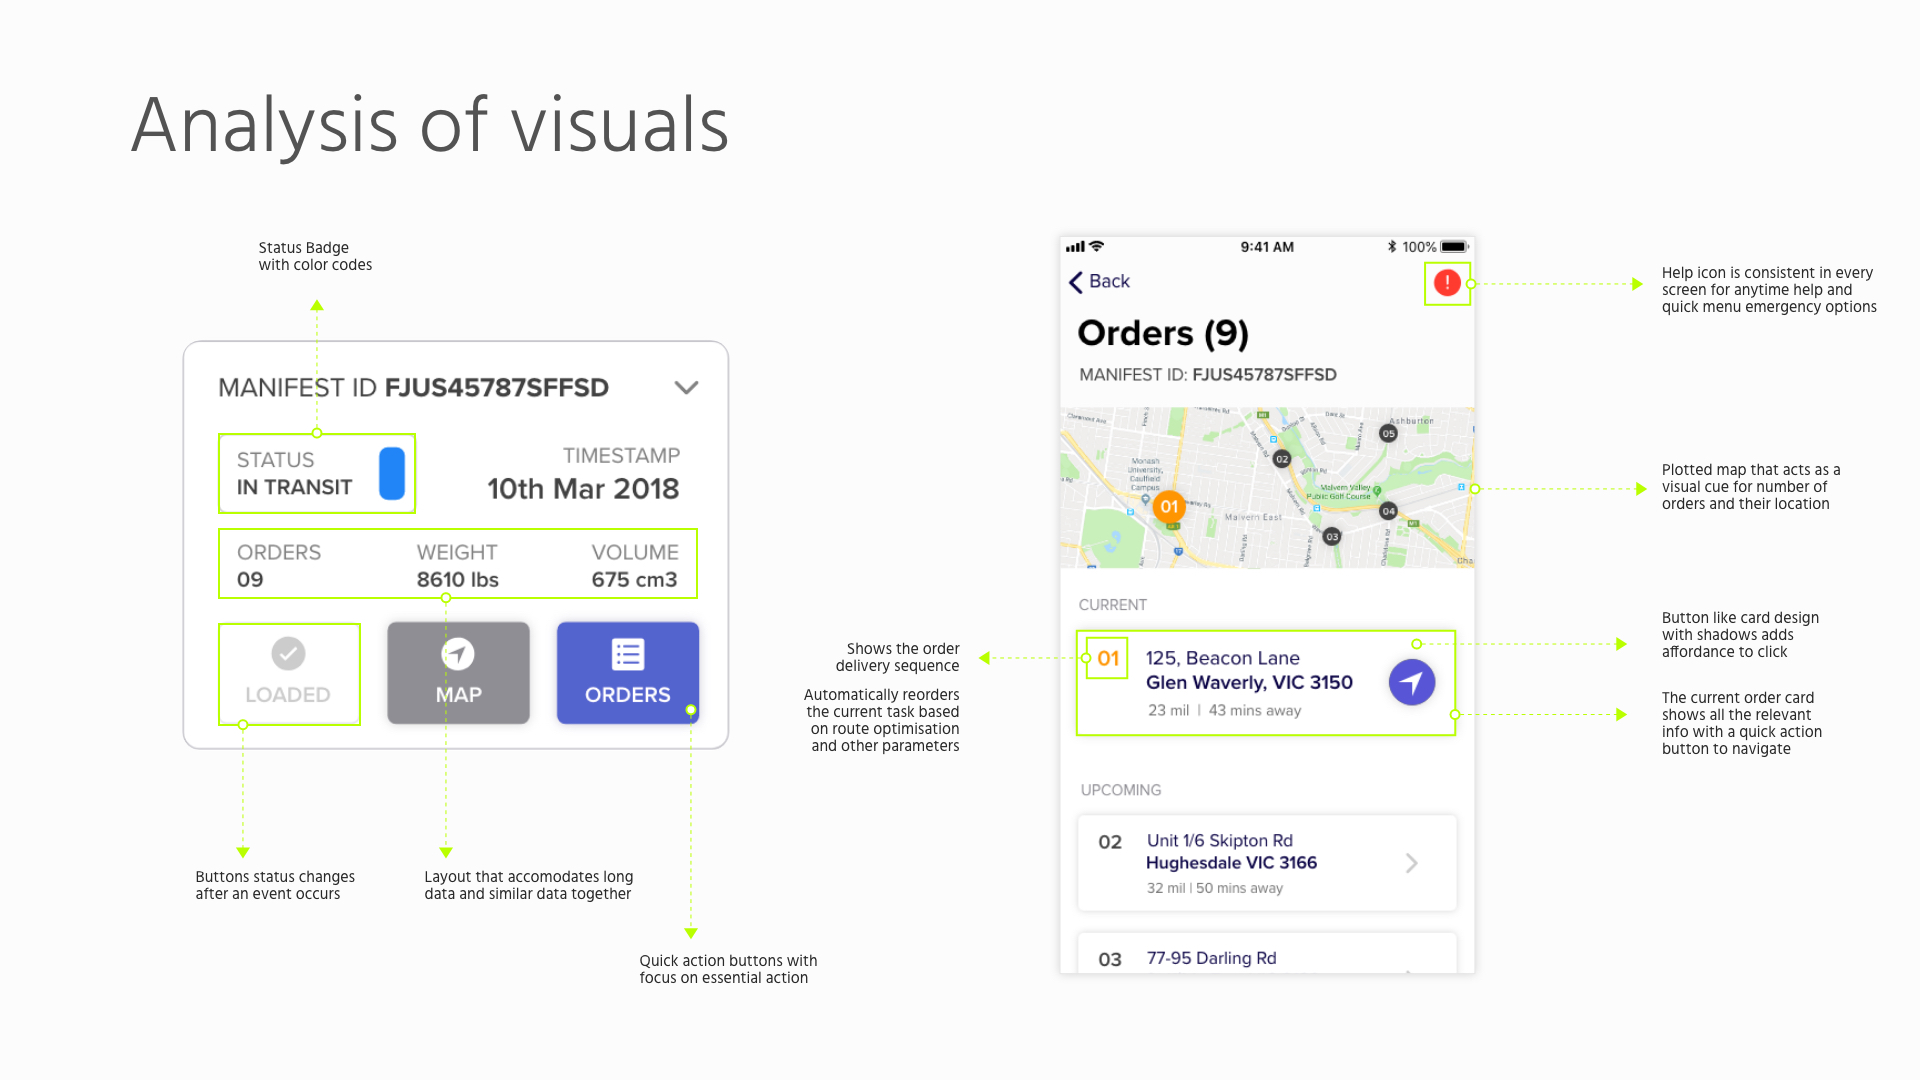 Analysis of visuals
Status Badge
with color codes
MANIFEST ID FJUS45787SFFSD
STATUS
IN TRANSIT
TIMESTAMP
10th Mar 2018
ORDERS
09
WEIGHT
8610 lbs
VOLUME
675 cm3
LOADED
MAP
ORDERS
Buttons status changes
after an event occurs
Layout that accomodates long
data and similar data together
Quick action buttons with
focus on essential action
Shows the order
delivery sequence
Automatically reorders
the current task based
on route optimisation
and other parameters
9:41 AM
100%
Back
!
Orders (9)
MANIFEST ID: FJUS45787SFFSD
Ashburton
05
02
Monash
University,
Caulfield
Campus
Malvern Valley
Public Golf Course
01
Malvern East
04
03
M1
Cha
CURRENT
01
125, Beacon Lane
Glen Waverly, VIC 3150
23 mil | 43 mins away
UPCOMING
02
Unit 1/6 Skipton Rd
Hughesdale VIC 3166
32 mil | 50 mins away
03
77-95 Darling Rd
Help icon is consistent in every
screen for anytime help and
quick menu emergency options
Plotted map that acts as a
visual cue for number of
orders and their location
Button like card design
with shadows adds
affordance to click
The current order card
shows all the relevant
info with a quick action
button to navigate